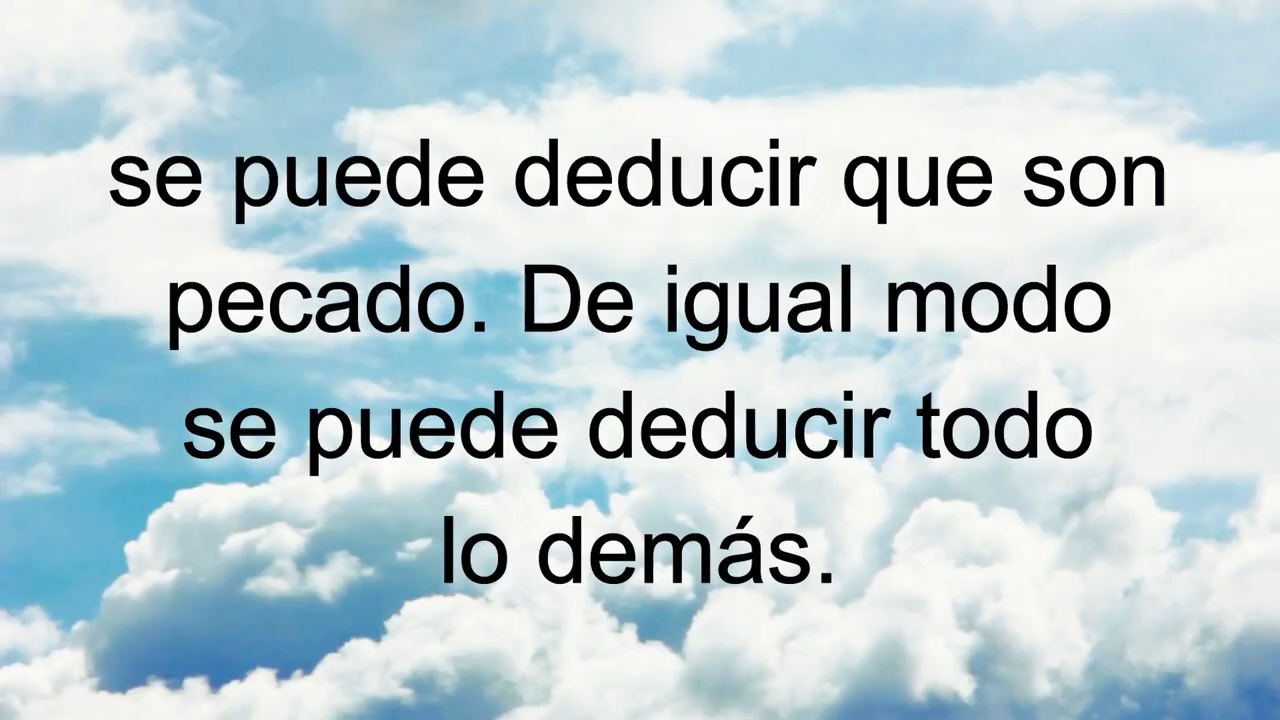 se puede deducir que son
pecado. De igual modo
se puede deducir todo
lo demás.